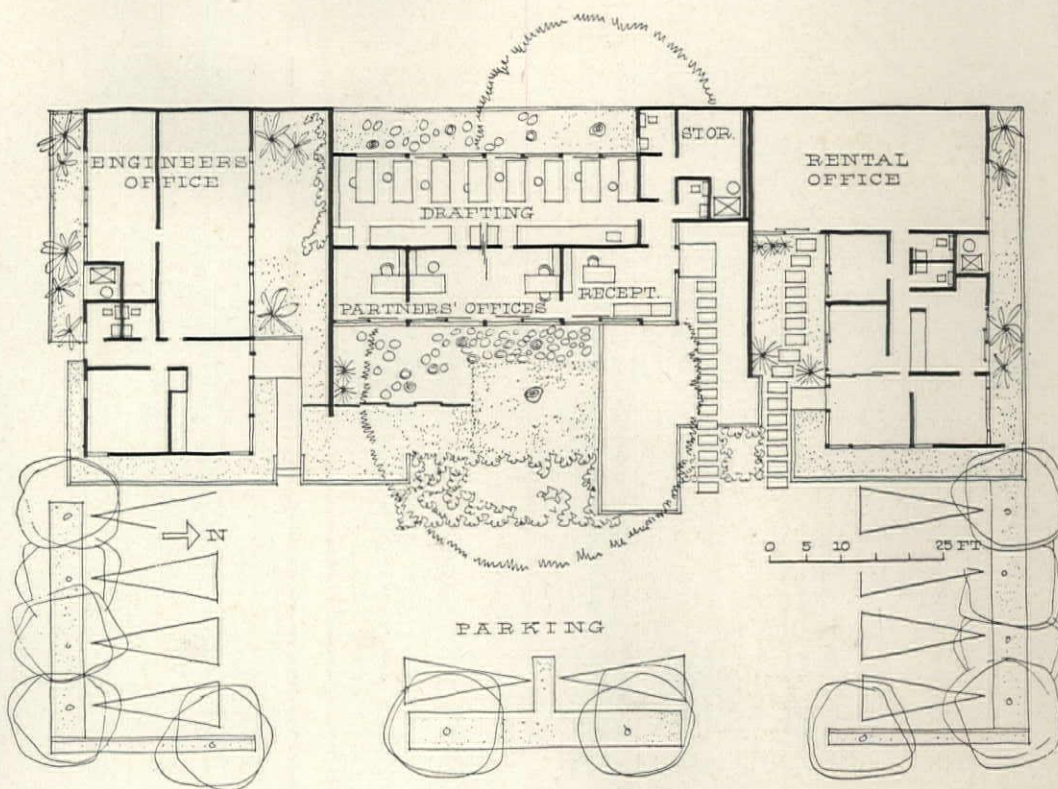 ENGINEERS
OFFICE
STOR.
RENTAL
OFFICE
DRAFTING
PARTNERS' OFFICES
RECEPT.
N
0 5 10 25 FT.
PARKING